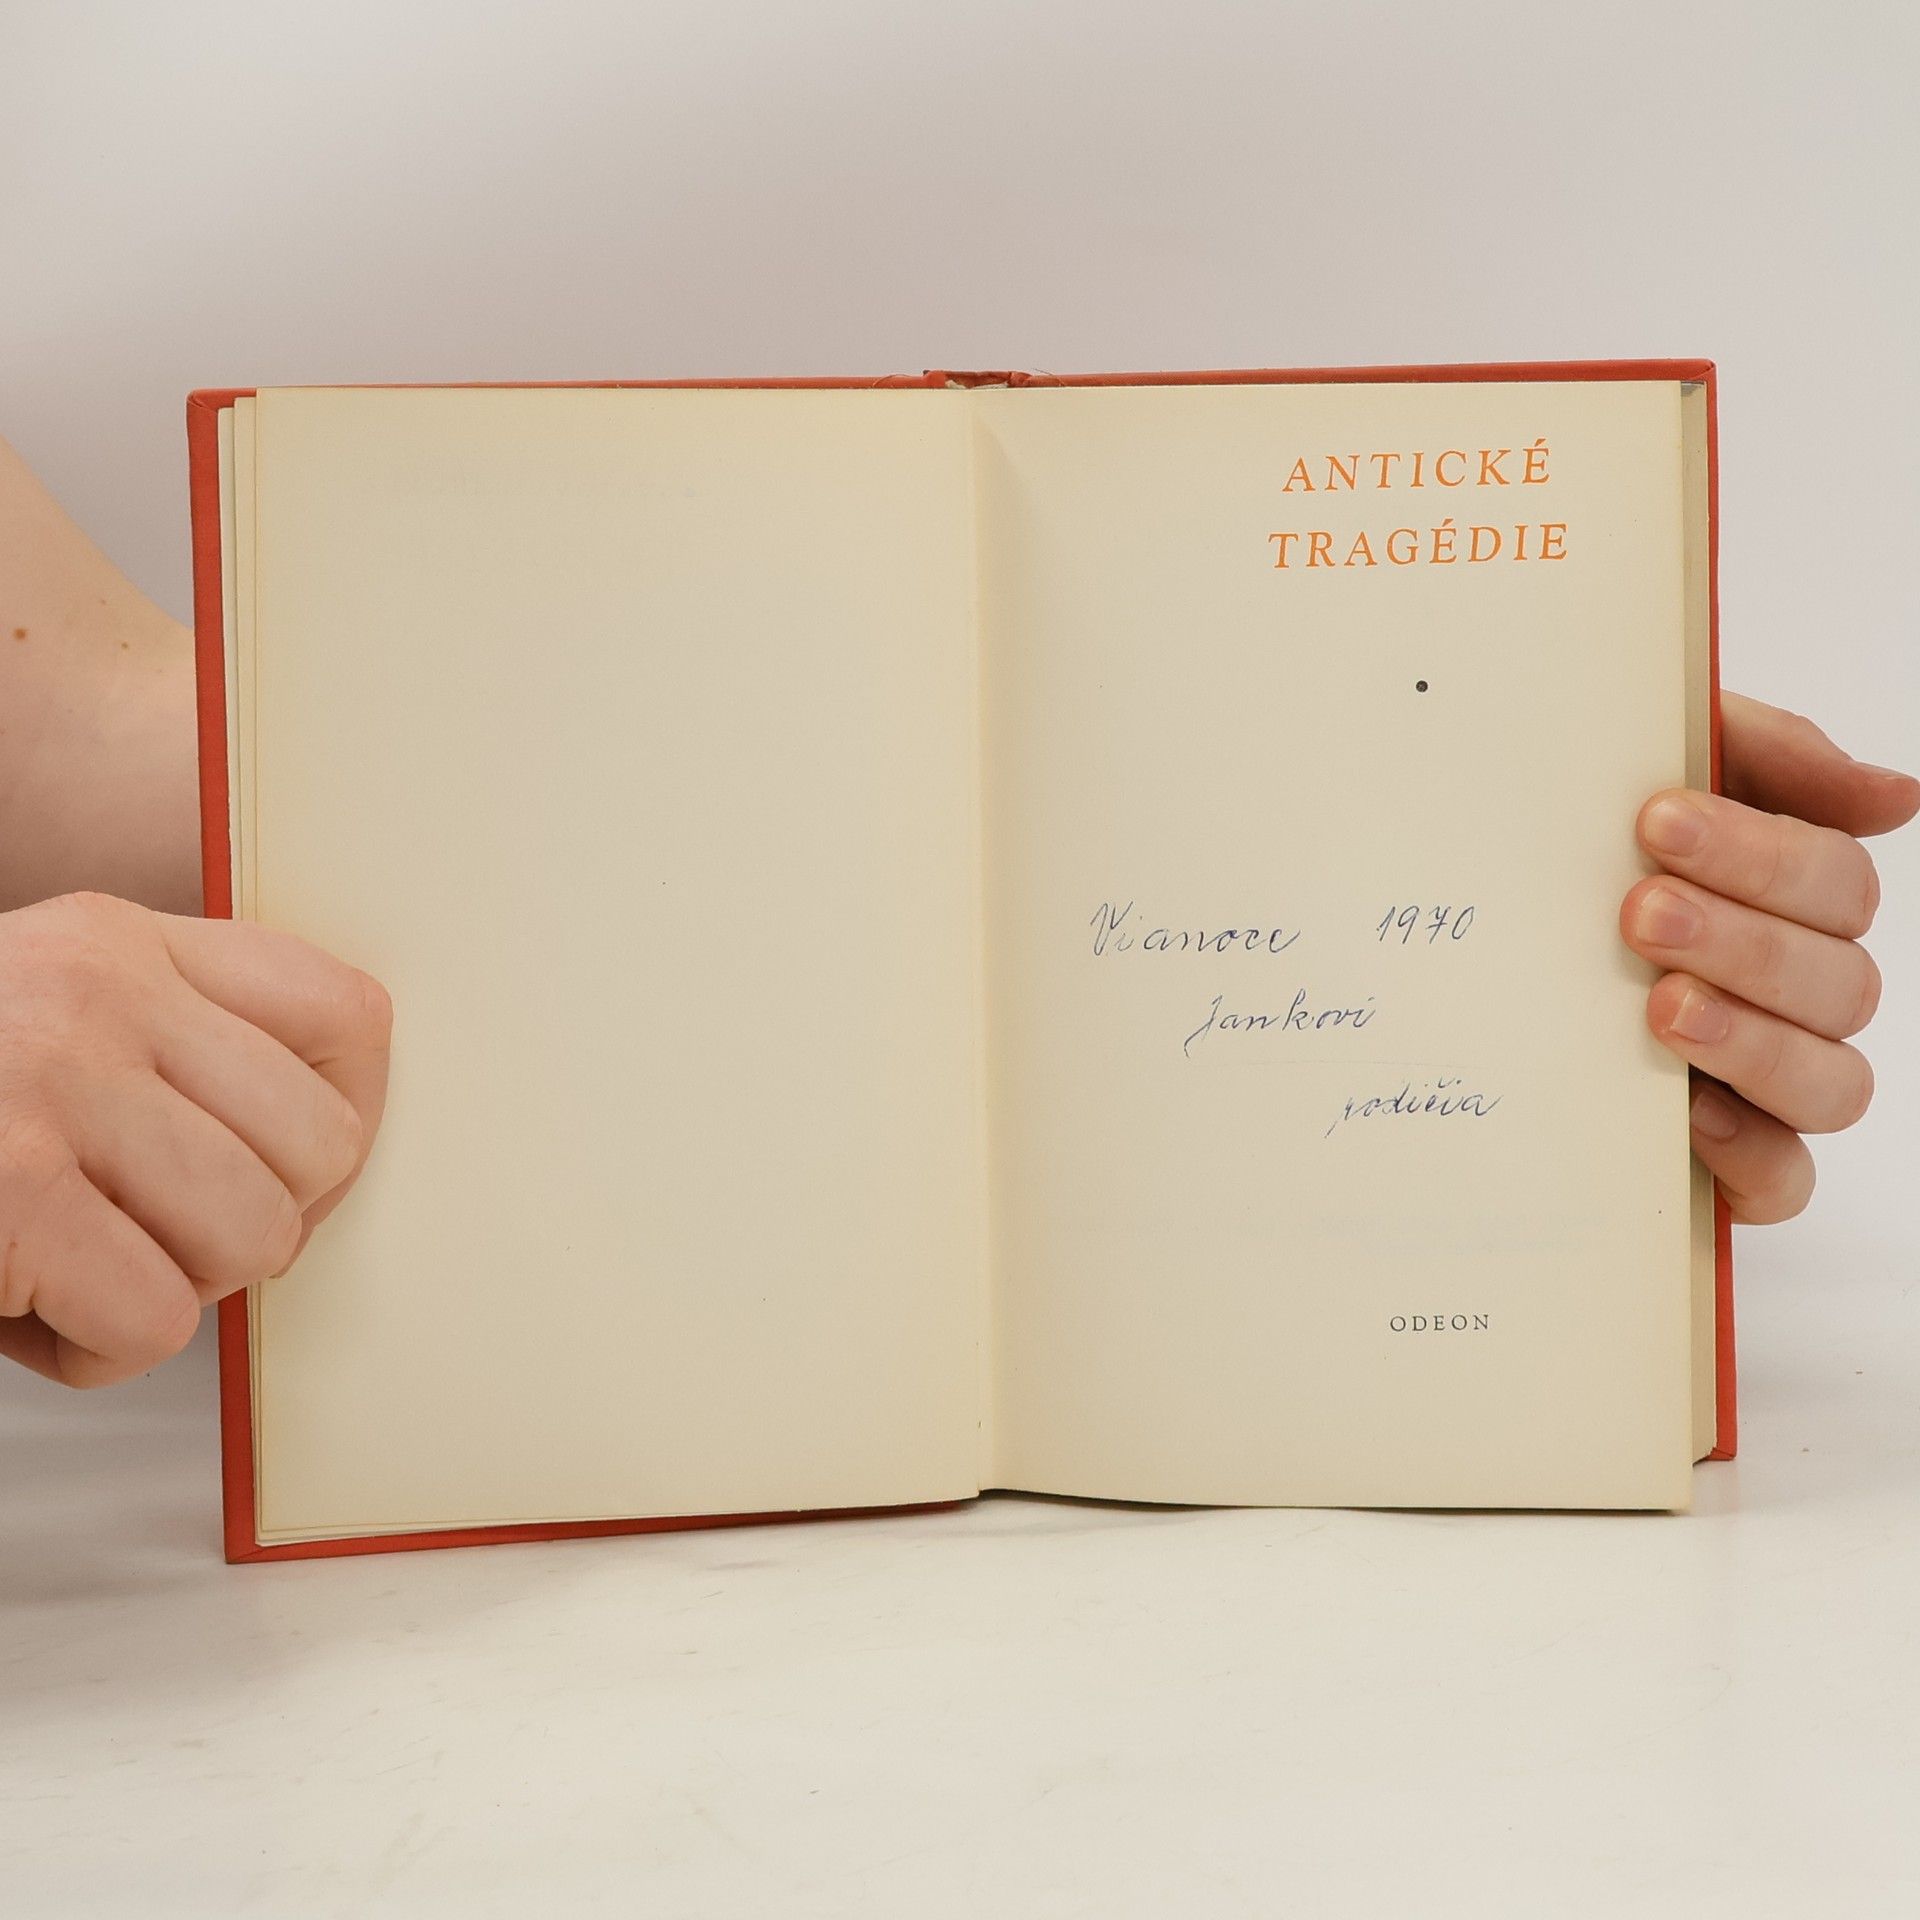 ANTICKÉ
TRAGÉDIE
Vianoce 1970
Jankovi
rodičia
ODEON